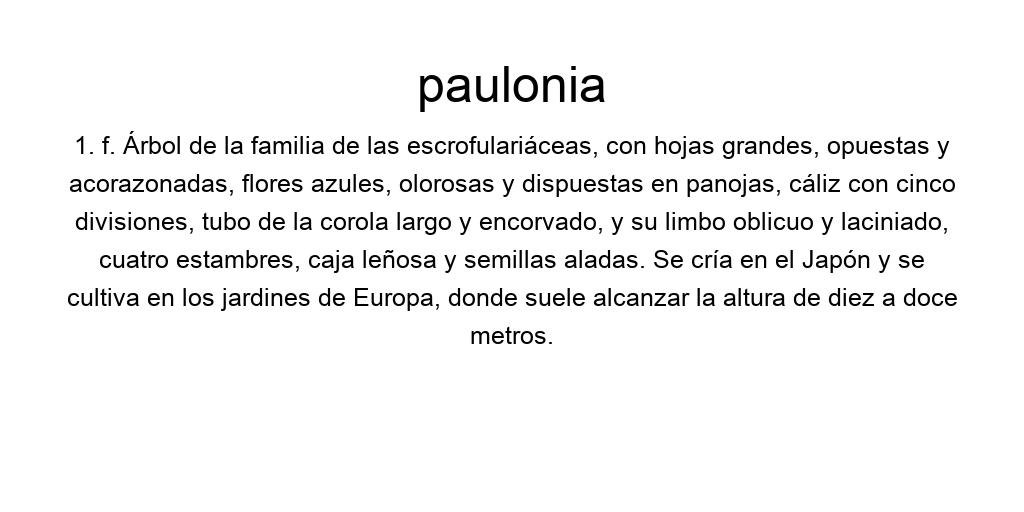 paulonia
1. f. Árbol de la familia de las escrofulariáceas, con hojas grandes, opuestas y
acorazonadas, flores azules, olorosas y dispuestas en panojas, cáliz con cinco
divisiones, tubo de la corola largo y encorvado, y su limbo oblicuo y laciniado,
cuatro estambres, caja leñosa y semillas aladas. Se cría en el Japón y se
cultiva en los jardines de Europa, donde suele alcanzar la altura de diez a doce
metros.